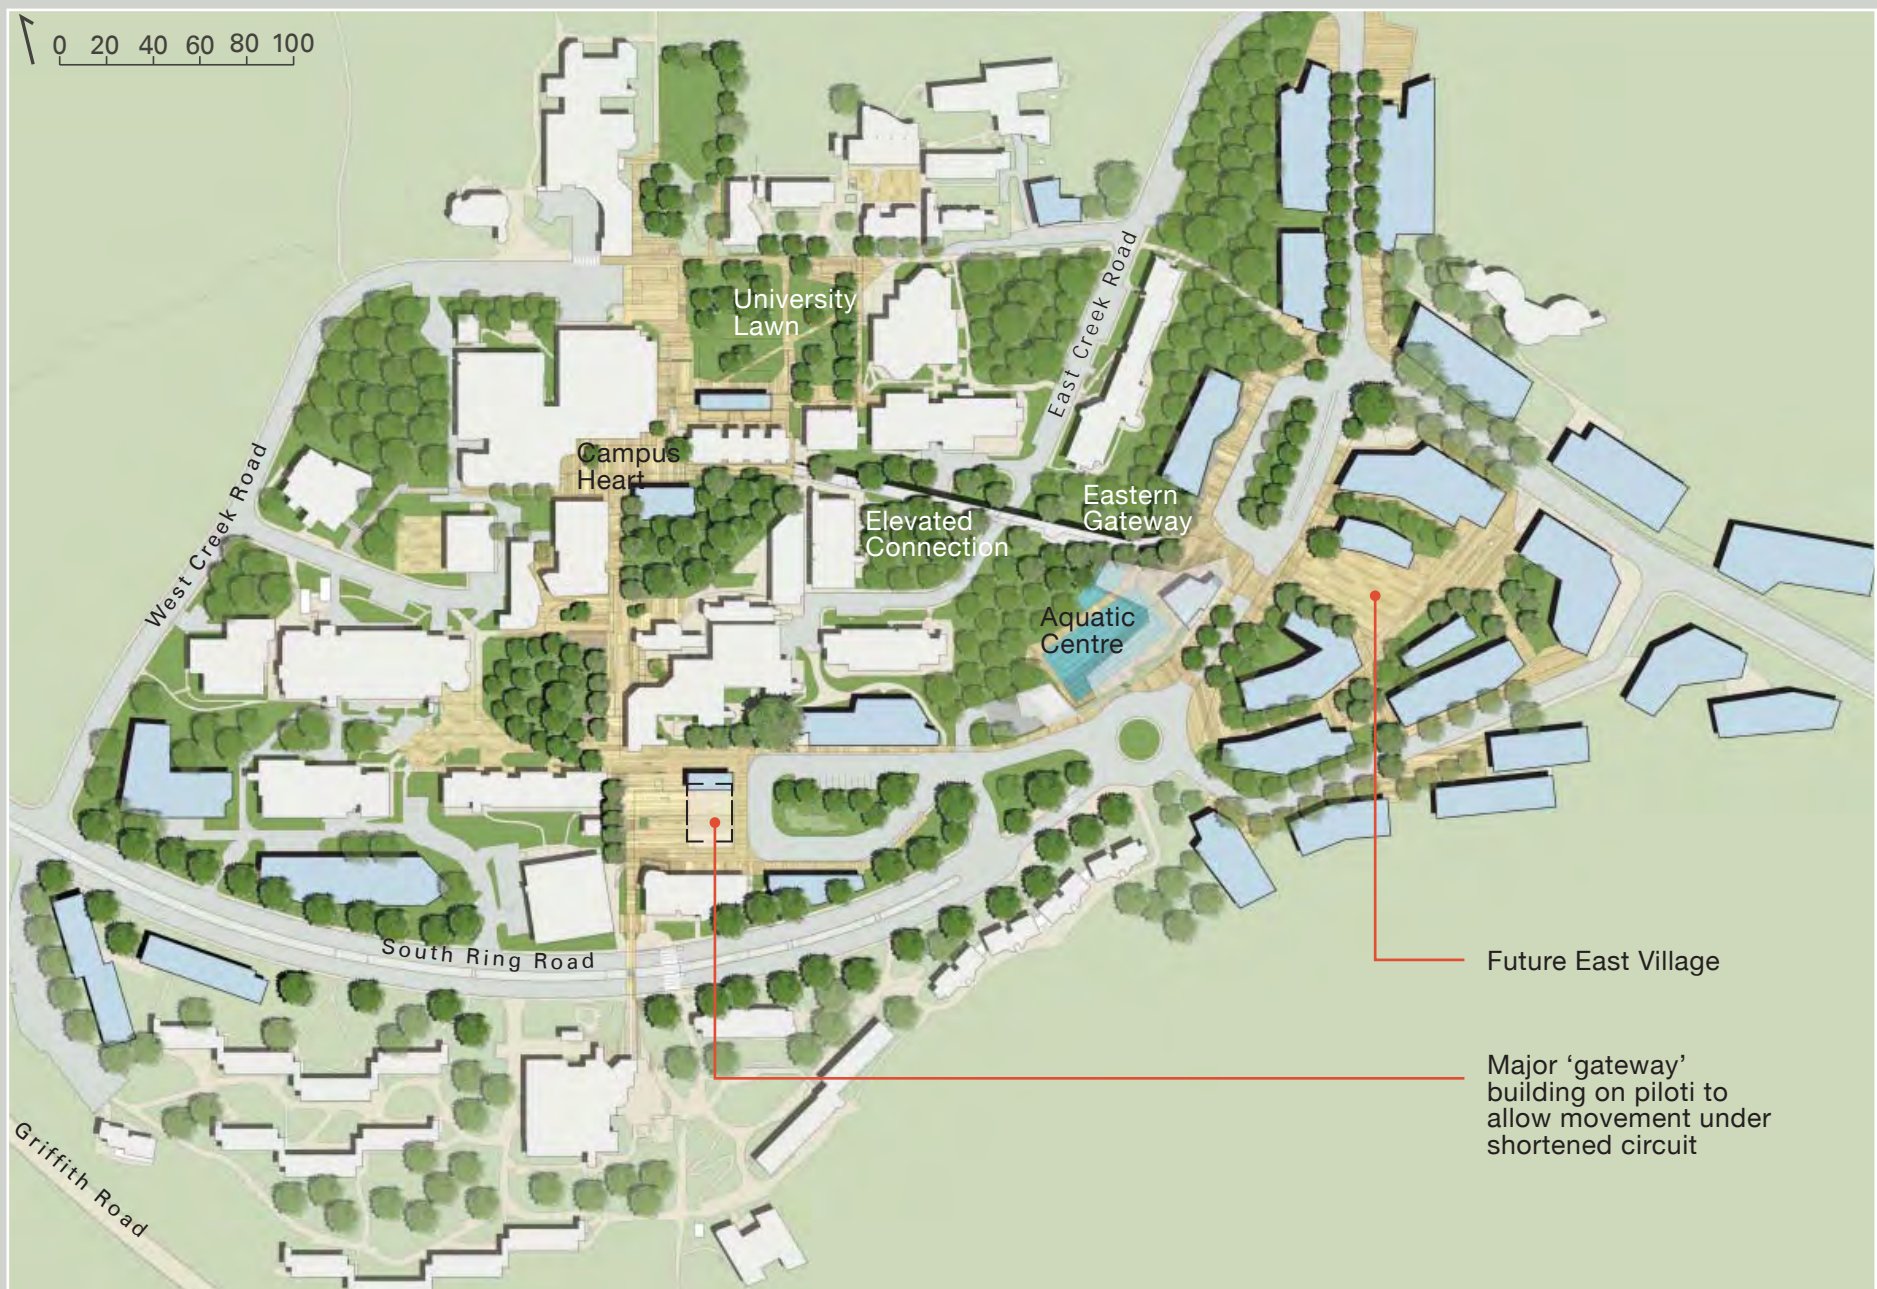 0 20 40 60 80 100
University
Lawn
East Creek Road
Campus
Heart
West Creek Road
Elevated
Connection
Eastern
Gateway
Aquatic
Centre
South Ring Road
Future East Village
Major ‘gateway’
building on piloti to
allow movement under
shortened circuit
Griffith Road